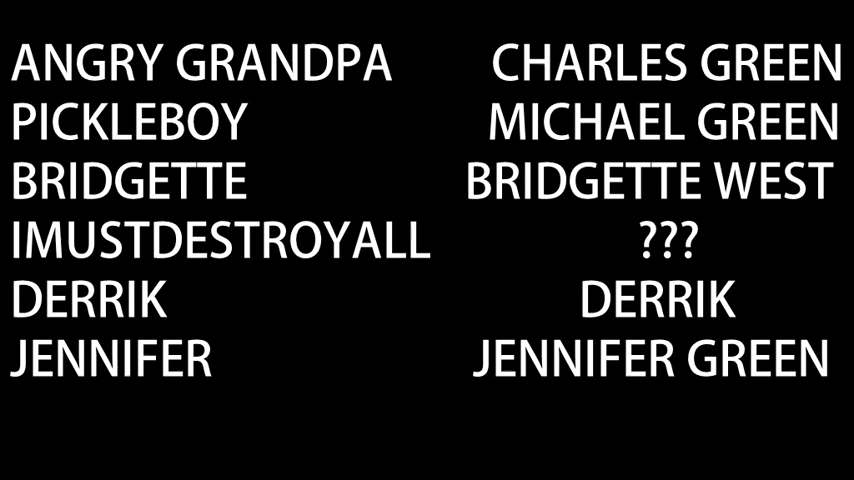 ANGRY GRANDPA CHARLES GREEN
PICKLEBOY MICHAEL GREEN
BRIDGETTE BRIDGETTE WEST
IMUSTDESTROYALL ???
DERRIK DERRIK
JENNIFER JENNIFER GREEN